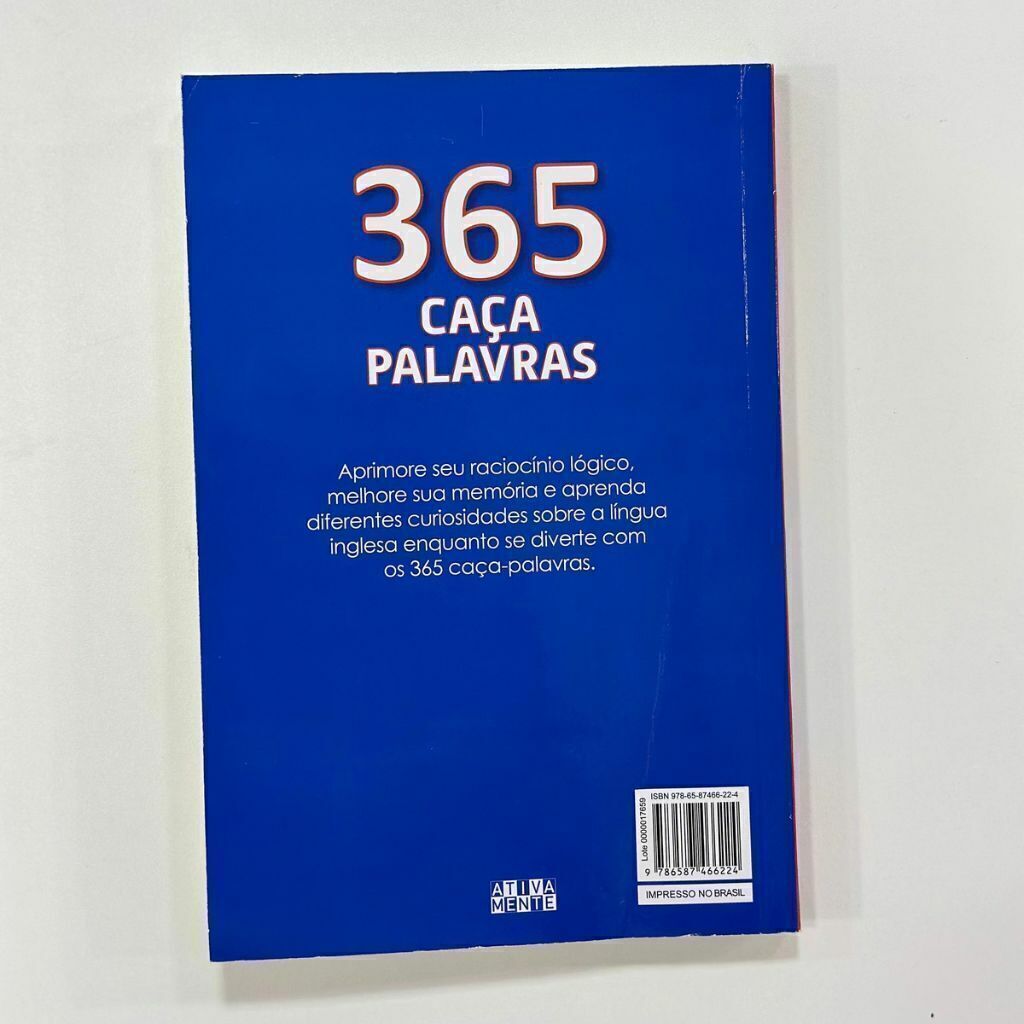 365
CAÇA
PALAVRAS
Aprimore seu raciocínio lógico,
melhore sua memória e aprenda
diferentes curiosidades sobre a língua
inglesa enquanto se diverte com
os 365 caça-palavras.
ISBN 978-65-87466-22-4
Lote 0000017659
9 786587 466224
IMPRESSO NO BRASIL
ATIVA
MENTE